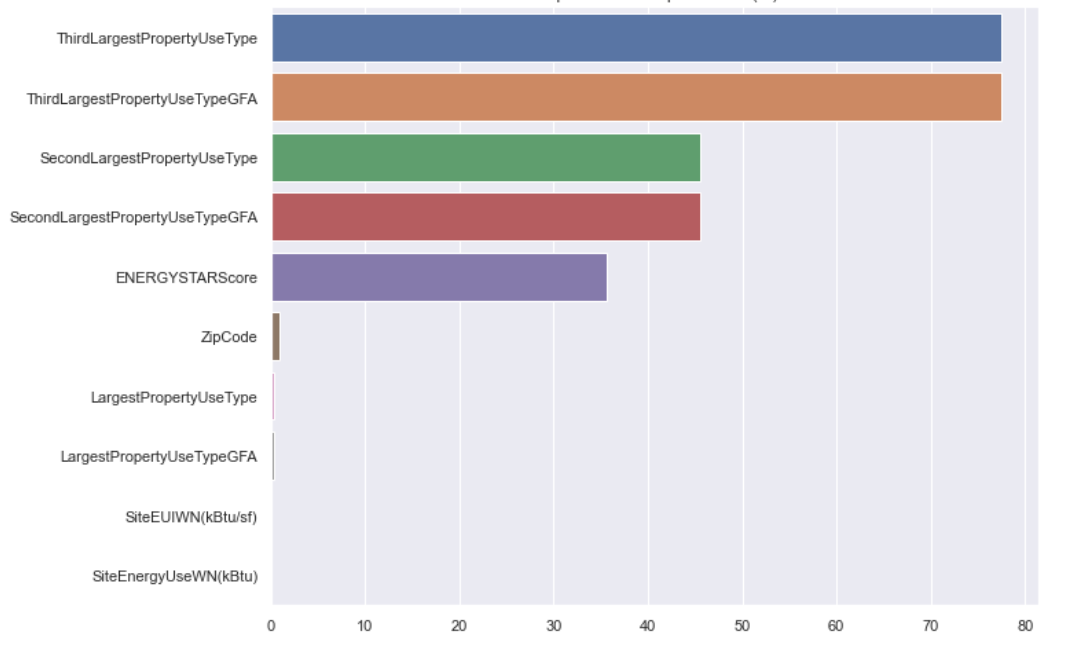 ThirdLargestPropertyUseType
ThirdLargestPropertyUseTypeGFA
SecondLargestPropertyUseType
SecondLargestPropertyUseTypeGFA
ENERGYSTARScore
ZipCode
LargestPropertyUseType
LargestPropertyUseTypeGFA
SiteEUIWN(kBtu/sf)
SiteEnergyUseWN(kBtu)
0 10 20 30 40 50 60 70 80